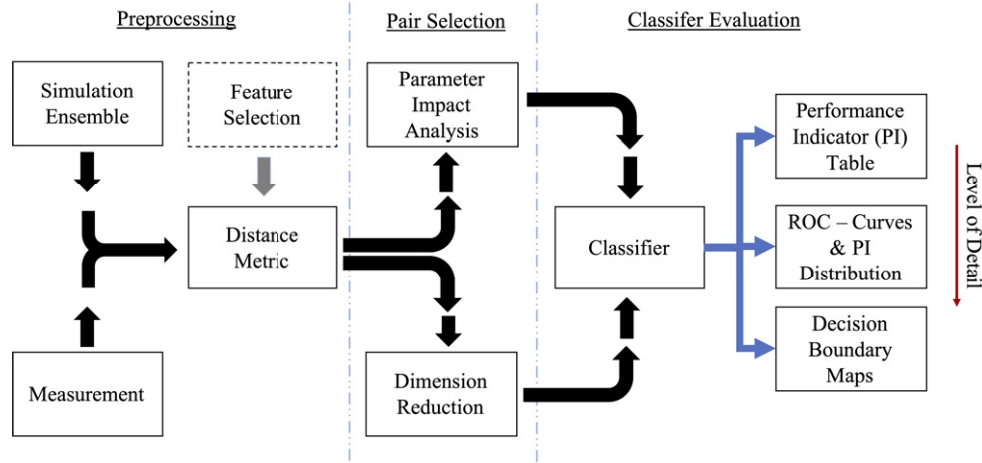 Preprocessing
Pair Selection
Classifer Evaluation
Simulation
Ensemble
Feature
Selection
Parameter
Impact
Analysis
Performance
Indicator (PI)
Table
Distance
Metric
Classifier
ROC – Curves
& PI
Distribution
Level of Detail
Measurement
Dimension
Reduction
Decision
Boundary
Maps